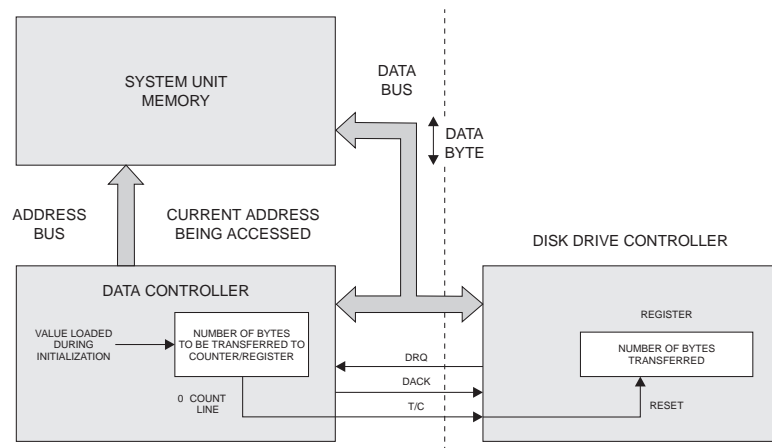 SYSTEM UNIT
MEMORY
DATA
BUS
DATA
BYTE
ADDRESS
BUS
CURRENT ADDRESS
BEING ACCESSED
DISK DRIVE CONTROLLER
DATA CONTROLLER
VALUE LOADED
DURING
INITIALIZATION
NUMBER OF BYTES
TO BE TRANSFERRED TO
COUNTER/REGISTER
0 COUNT
LINE
DRQ
DACK
T/C
REGISTER
NUMBER OF BYTES
TRANSFERRED
RESET